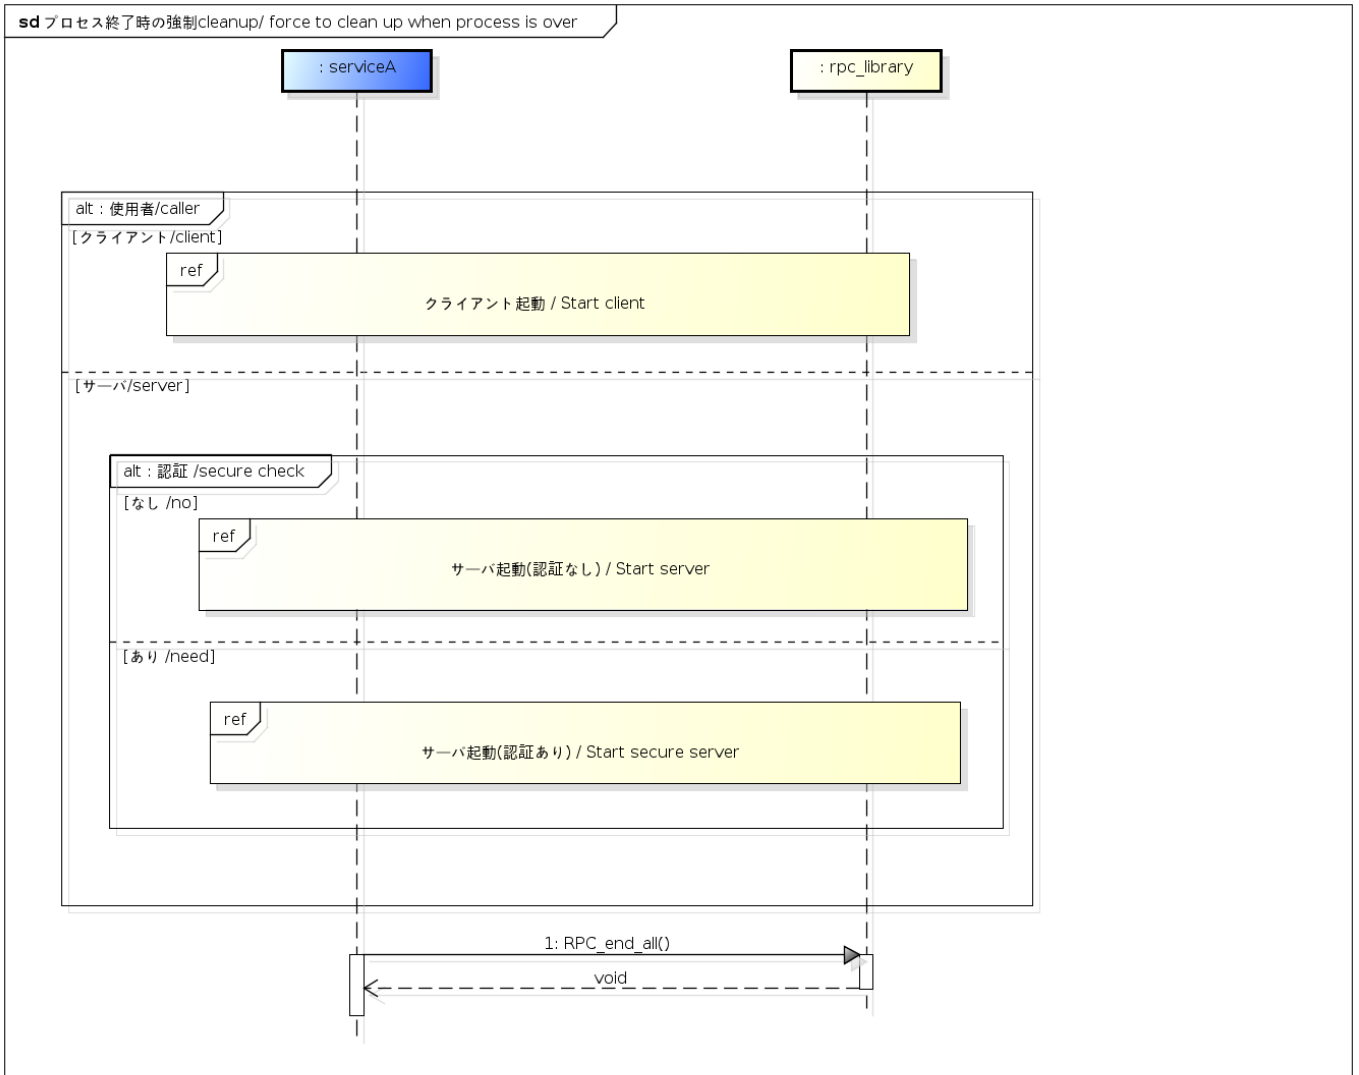 sd プロセス終了時の強制cleanup/ force to clean up when process is over
: serviceA
: rpc_library
alt : 使用者/caller
[クライアント/client]
ref
クライアント起動 / Start client
[サーバ/server]
alt : 認証 /secure check
[なし /no]
ref
サーバ起動(認証なし) / Start server
[あり /need]
ref
サーバ起動(認証あり) / Start secure server
1: RPC_end_all()
void